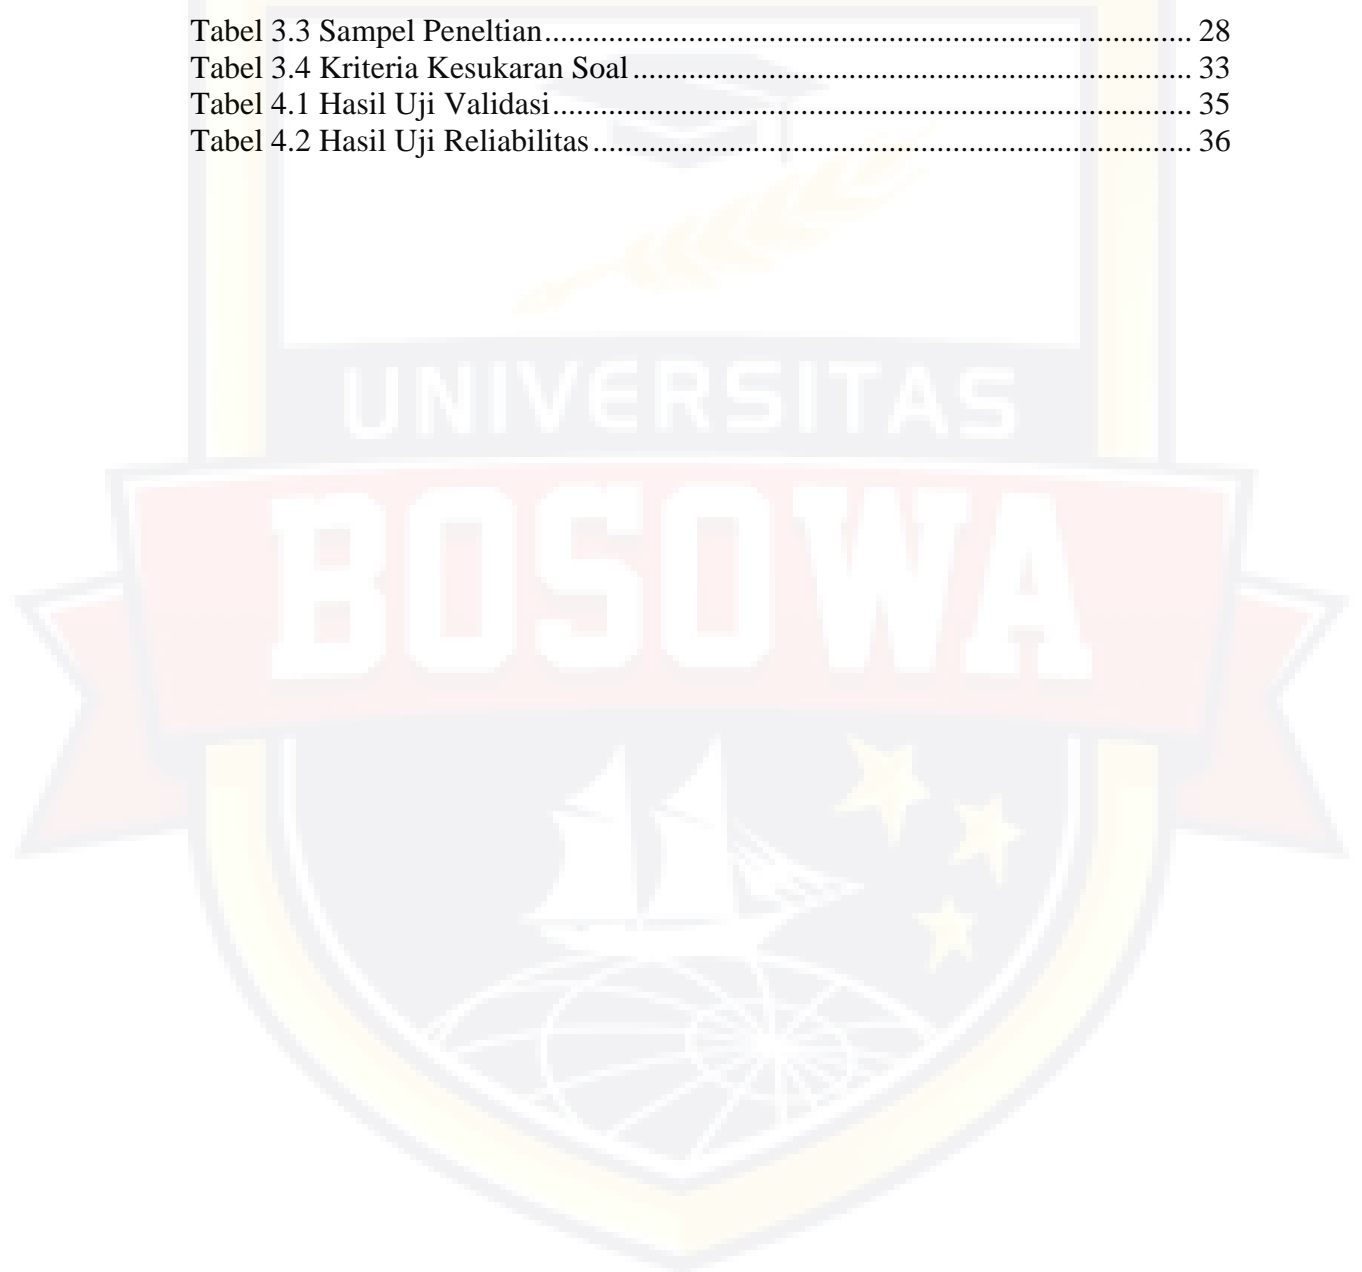 Tabel 3.3 Sampel Peneltian........................................................................ 28
Tabel 3.4 Kriteria Kesukaran Soal.............................................................. 33
Tabel 4.1 Hasil Uji Validasi....................................................................... 35
Tabel 4.2 Hasil Uji Reliabilitas................................................................... 36
UNIVERSITAS
BOSOWA